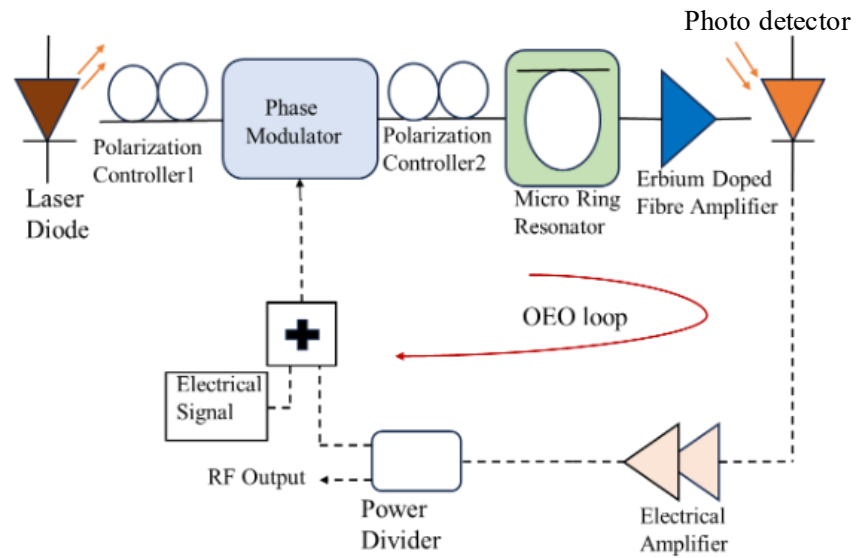 Photo detector
Phase
Modulator
Polarization
Controller1
Polarization
Controller2
Laser
Diode
Micro Ring
Resonator
Erbium Doped
Fibre Amplifier
OEO loop
Electrical
Signal
RF Output
Power
Divider
Electrical
Amplifier